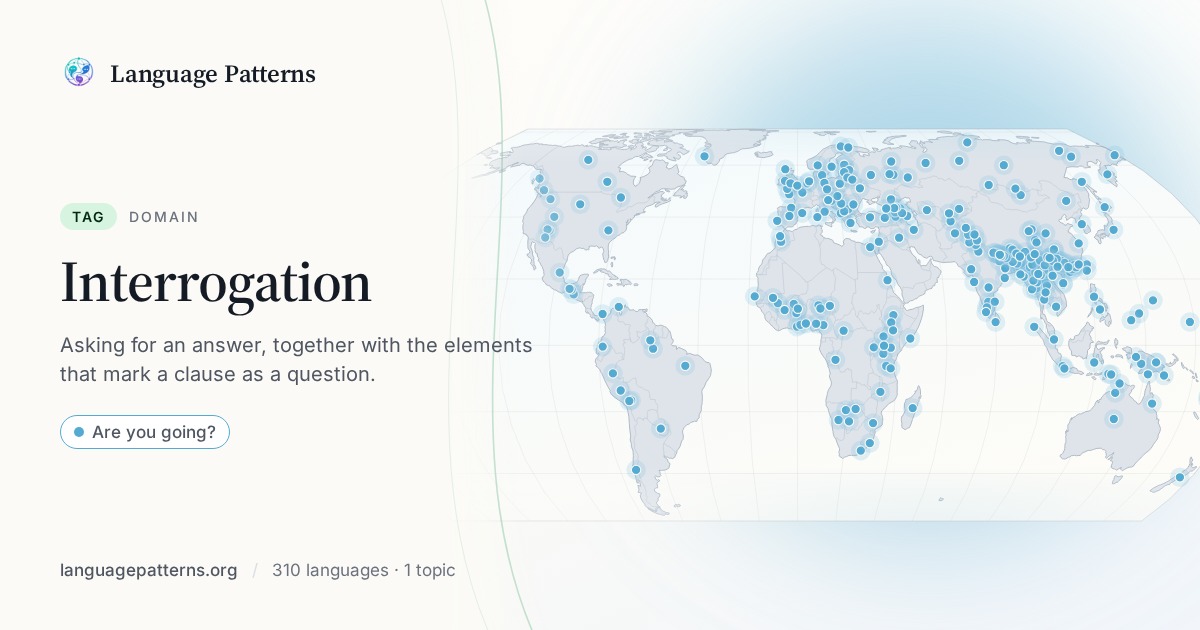 Language Patterns
TAG DOMAIN
Interrogation
Asking for an answer, together with the elements
that mark a clause as a question.
Are you going?
languagepatterns.org / 310 languages · 1 topic